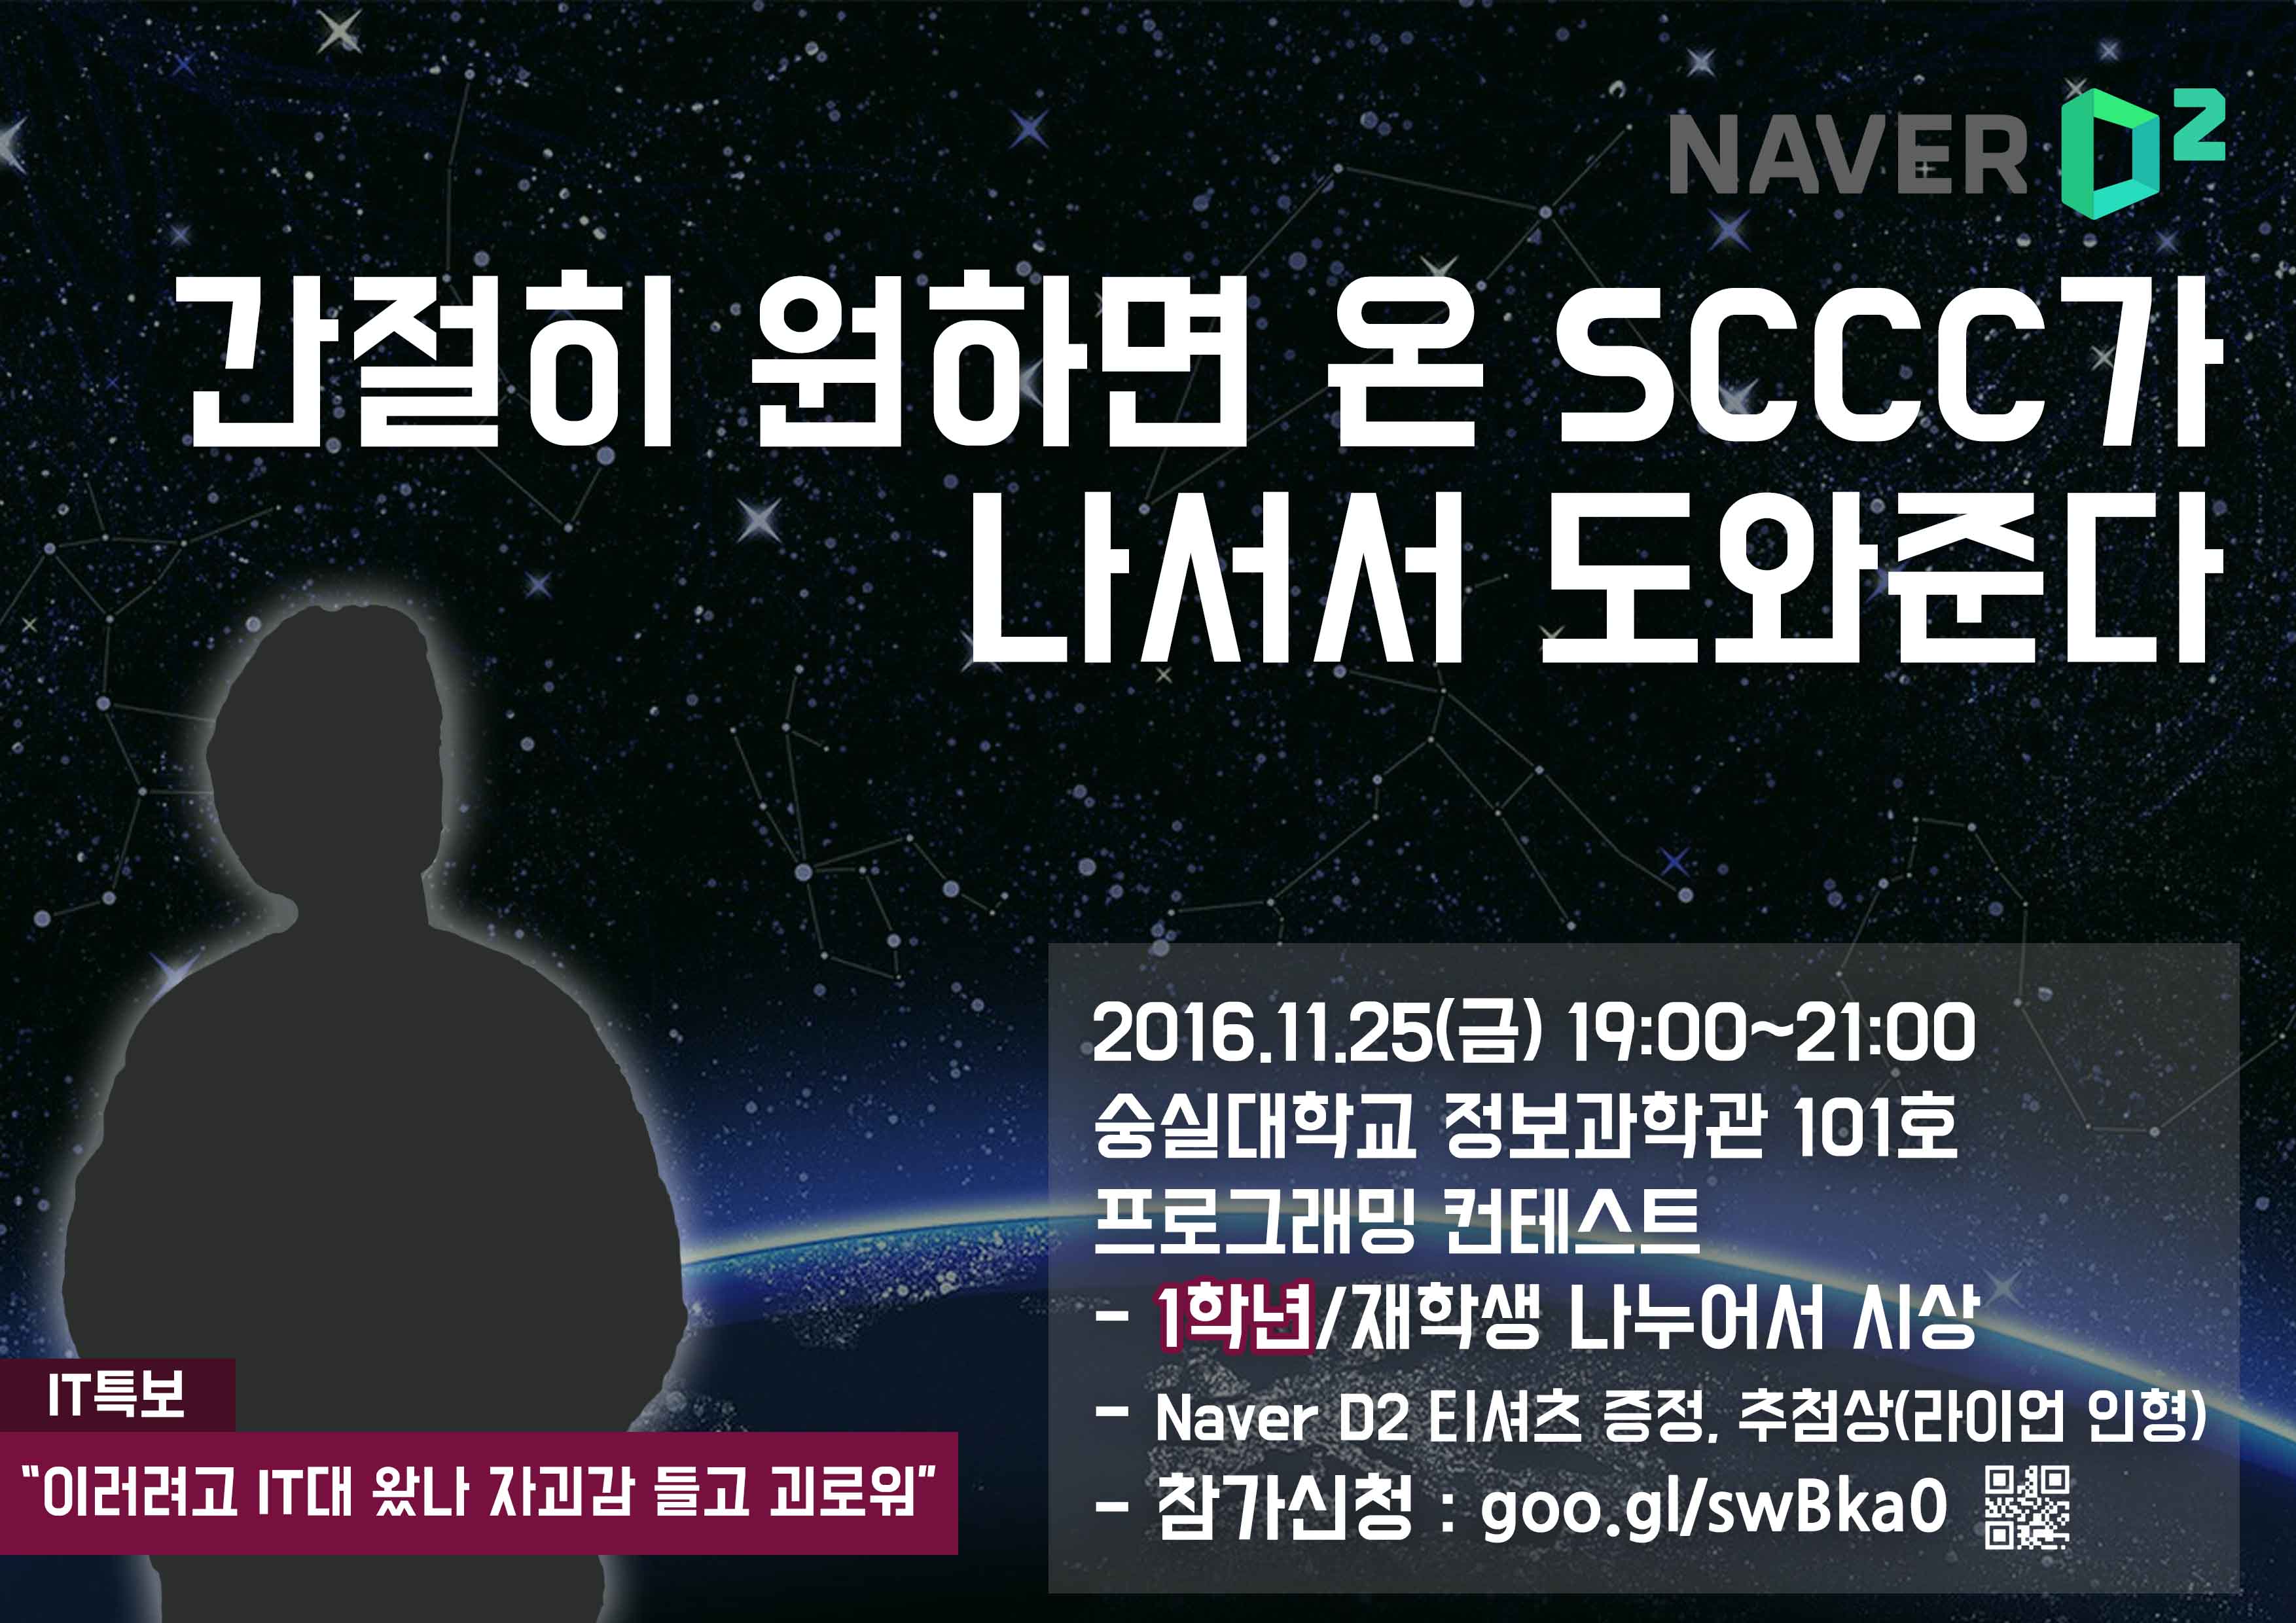 NAVER D2
간절히 원하면 온 SCCC가
나서서 도와준다
2016.11.25(금) 19:00~21:00
숭실대학교 정보과학관 101호
프로그래밍 컨테스트
- 1학년/재학생 나누어서 시상
- Naver D2 티셔츠 증정, 추첨상(라이언 인형)
- 참가신청 : goo.gl/swBka0
IT특보
“이러려고 IT대 왔나 자괴감 들고 괴로워”